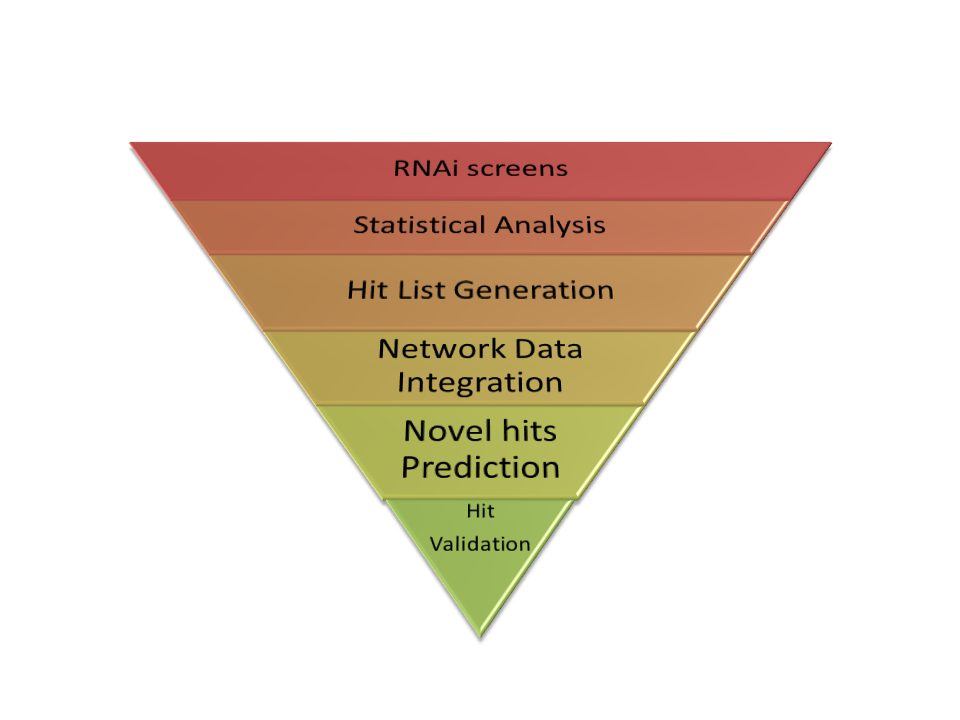 RNAi screens
Statistical Analysis
Hit List Generation
Network Data
Integration
Novel hits
Prediction
Hit
Validation